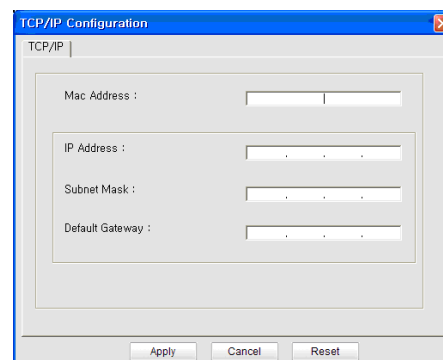 TCP/IP Configuration
TCP/IP
Mac Address :
IP Address :
. . .
Subnet Mask :
. . .
Default Gateway :
. . .
Apply Cancel Reset